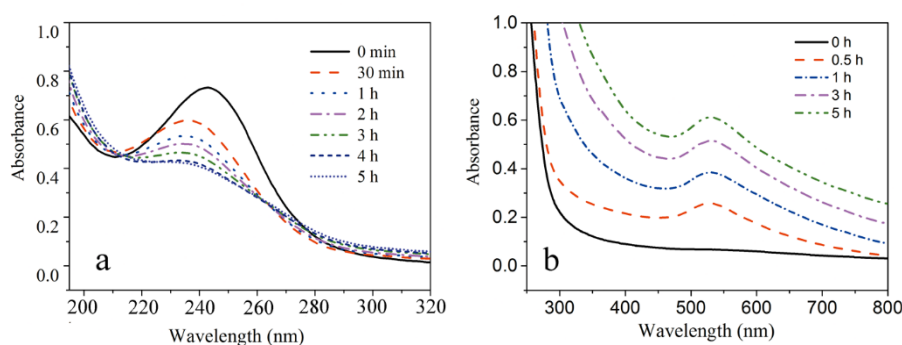 1.0
0.8
0.6
0.4
0.2
0.0
Absorbance
200 220 240 260 280 300 320
Wavelength (nm)
0 min
30 min
1 h
2 h
3 h
4 h
5 h
a
1.0
0.8
0.6
0.4
0.2
0.0
Absorbance
300 400 500 600 700 800
Wavelength (nm)
0 h
0.5 h
1 h
3 h
5 h
b